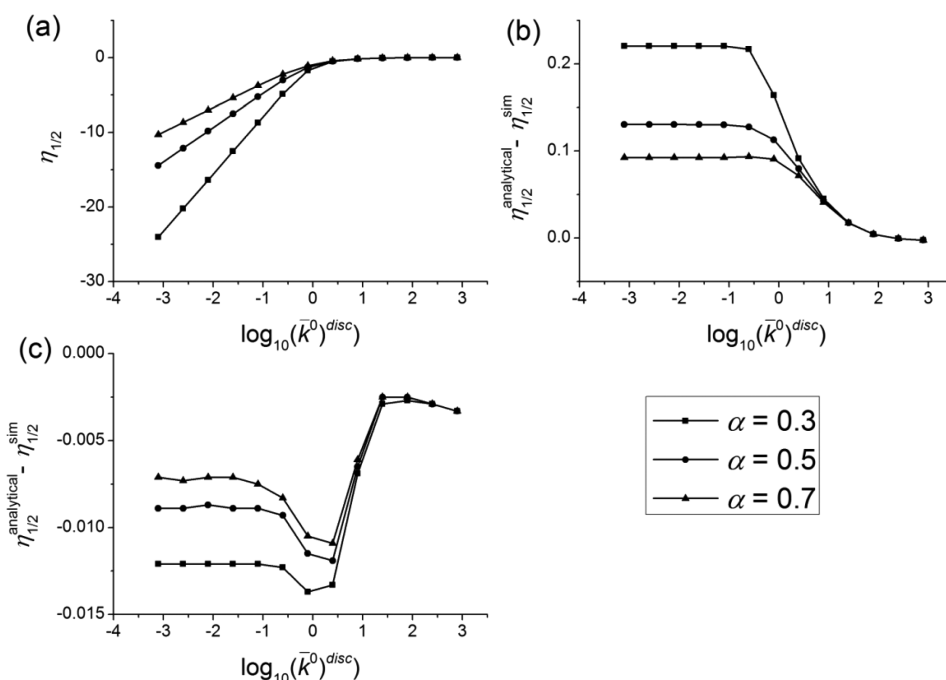 (a)
0
-10
-20
-30
η1/2
-4 -3 -2 -1 0 1 2 3
log10(k̅0)disc)
(b)
0.2
0.1
0.0
η1/2analytical- η1/2sim
-4 -3 -2 -1 0 1 2 3
log10(k̅0)disc)
(c)
0.000
-0.005
-0.010
-0.015
η1/2analytical- η1/2sim
-4 -3 -2 -1 0 1 2 3
log10(k̅0)disc)
α = 0.3
α = 0.5
α = 0.7